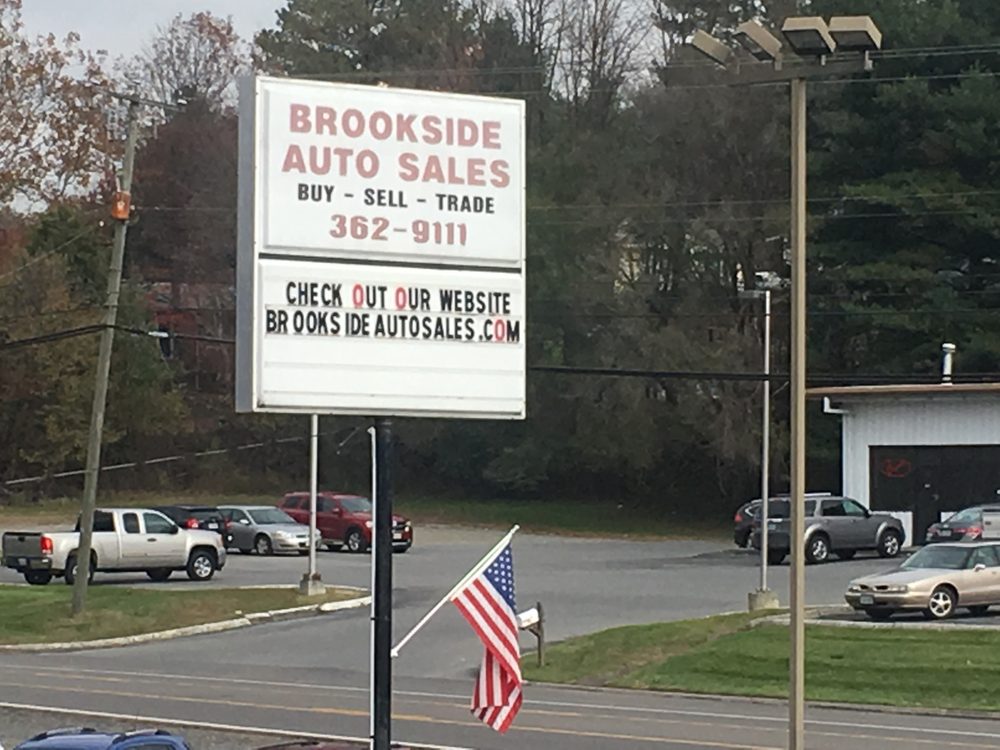 BROOKSIDE
AUTO SALES
BUY - SELL - TRADE
362-9111
CHECK OUT OUR WEBSITE
BROOKSIDEAUTOSALES.COM